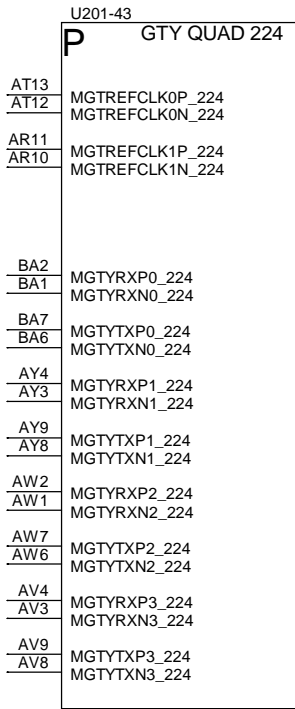 U201-43
P GTY QUAD 224
AT13 MGTREFCLK0P_224
AT12 MGTREFCLK0N_224
AR11 MGTREFCLK1P_224
AR10 MGTREFCLK1N_224
BA2 MGTYRXP0_224
BA1 MGTYRXN0_224
BA7 MGTYTXP0_224
BA6 MGTYTXN0_224
AY4 MGTYRXP1_224
AY3 MGTYRXN1_224
AY9 MGTYTXP1_224
AY8 MGTYTXN1_224
AW2 MGTYRXP2_224
AW1 MGTYRXN2_224
AW7 MGTYTXP2_224
AW6 MGTYTXN2_224
AV4 MGTYRXP3_224
AV3 MGTYRXN3_224
AV9 MGTYTXP3_224
AV8 MGTYTXN3_224